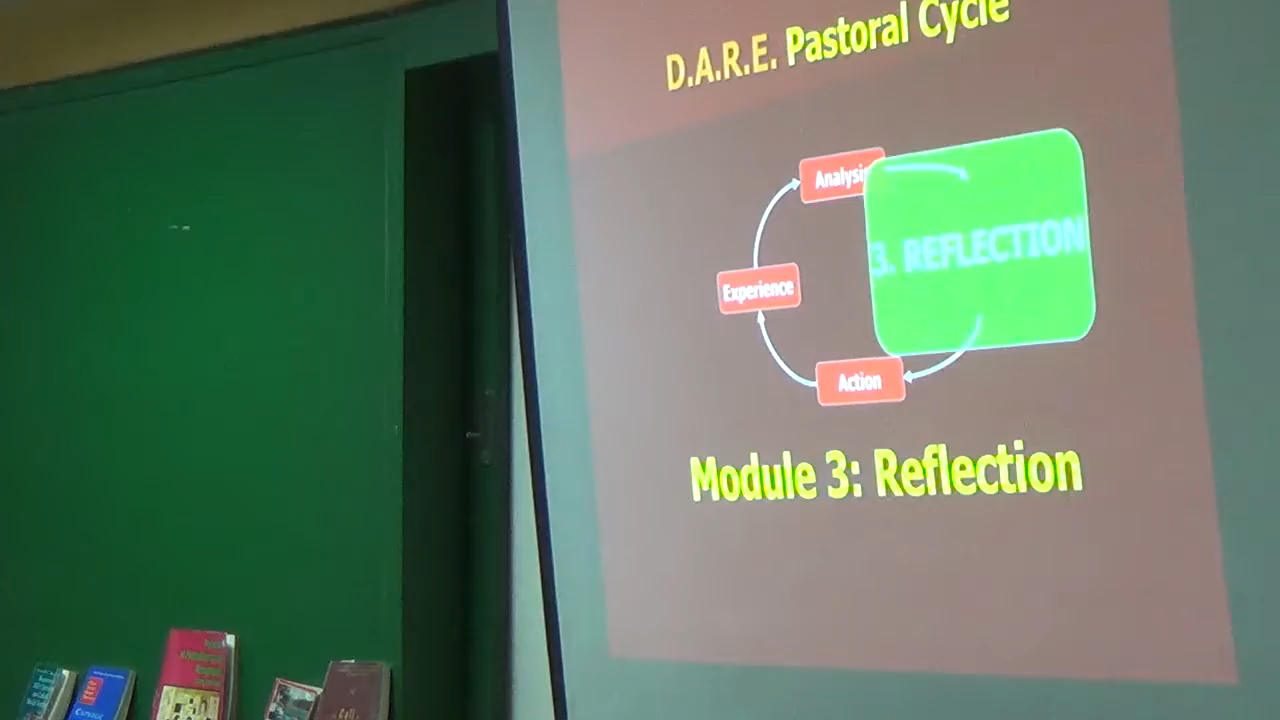 D.A.R.E. Pastoral Cycle
Analysis
3. REFLECTION
Experience
Action
Module 3: Reflection